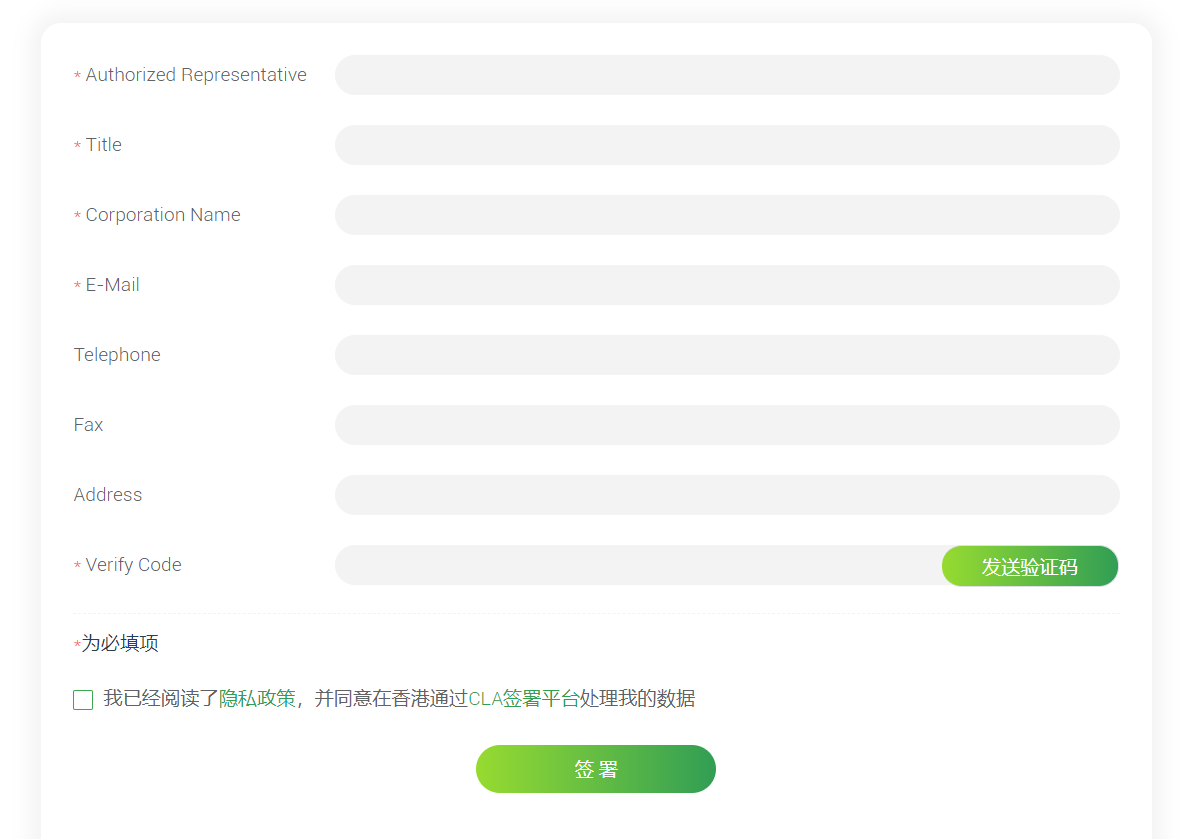 * Authorized Representative
* Title
* Corporation Name
* E-Mail
Telephone
Fax
Address
* Verify Code 发送验证码
*为必填项
我已经阅读了隐私政策，并同意在香港通过CLA签署平台处理我的数据
签署